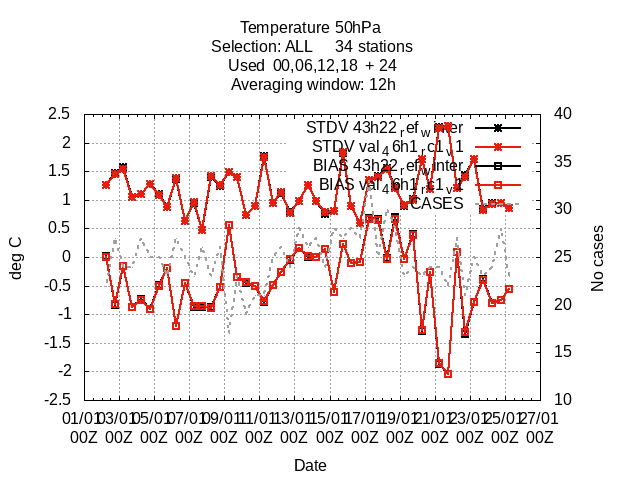 Temperature 50hPa
Selection: ALL 34 stations
Used 00,06,12,18 + 24
Averaging window: 12h
2.5
2
1.5
1
0.5
0
-0.5
-1
-1.5
-2
-2.5
deg C
STDV 43h22refwinter
STDV val46h1rc1v1
BIAS 43h22refwinter
BIAS val46h1rc1v1
CASES
40
35
30
25
20
15
10
No cases
01/01 03/01 05/01 07/01 09/01 11/01 13/01 15/01 17/01 19/01 21/01 23/01 25/01 27/01
00Z 00Z 00Z 00Z 00Z 00Z 00Z 00Z 00Z 00Z 00Z 00Z 00Z 00Z
Date